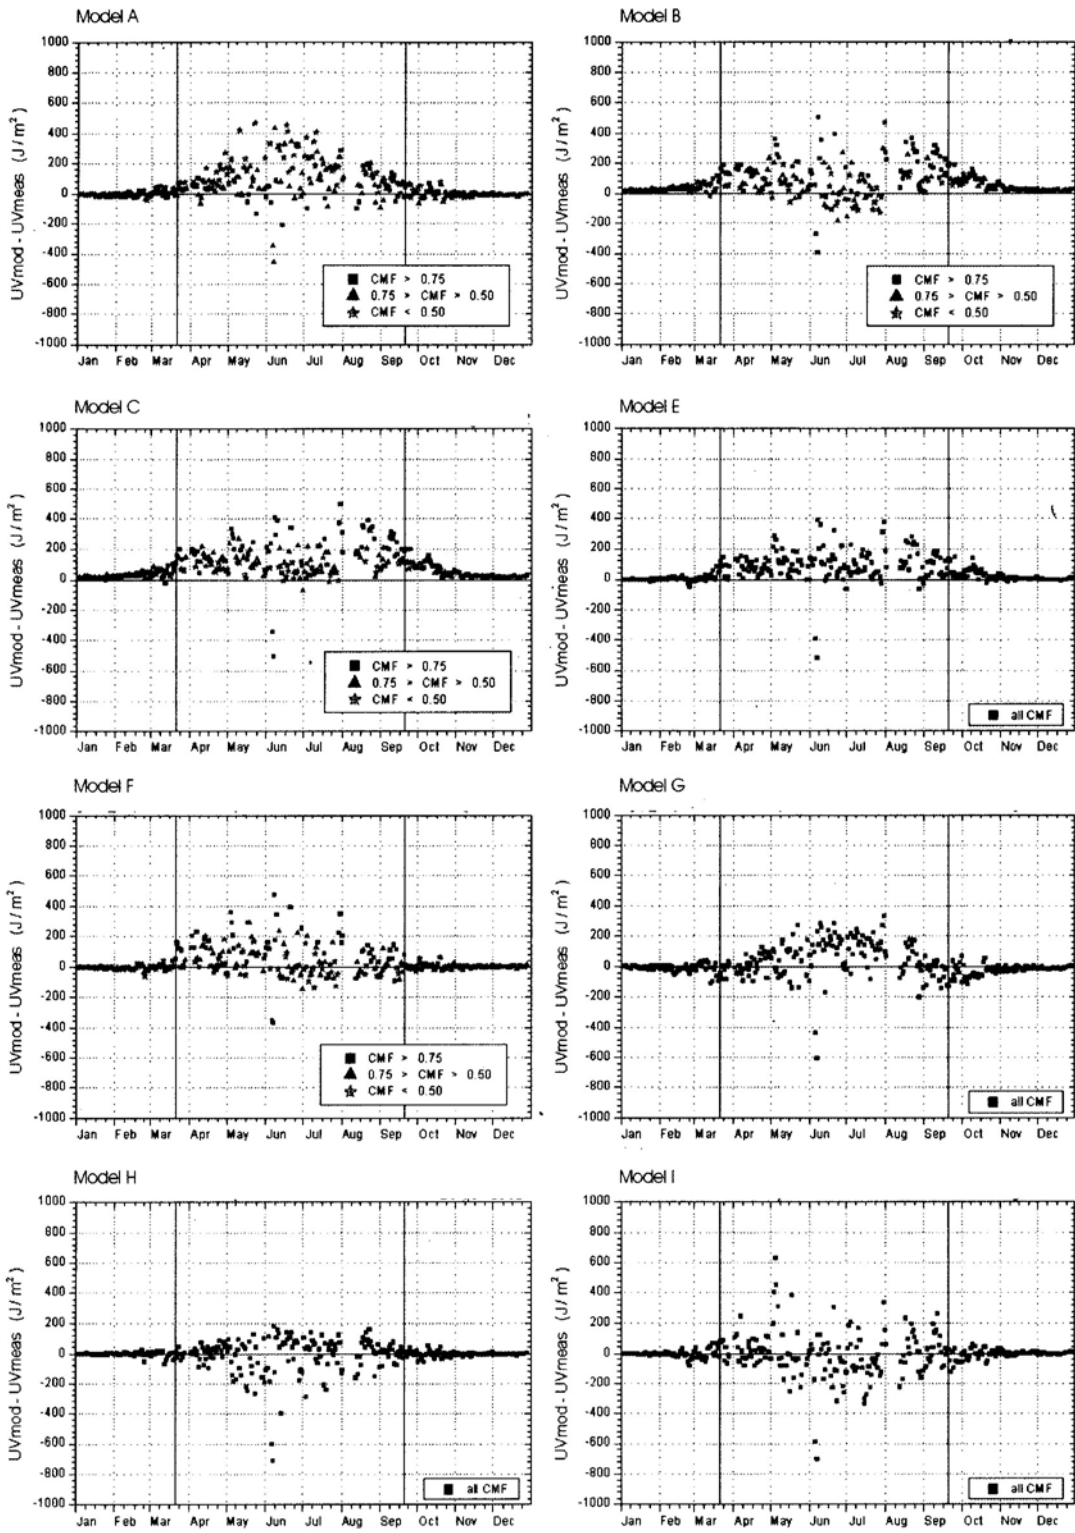 Model A
UVmod - UVmeas (J/m²)
1000
800
600
400
200
0
-200
-400
-600
-800
-1000
CMF > 0.75
0.75 > CMF > 0.50
CMF < 0.50
Jan Feb Mar Apr May Jun Jul Aug Sep Oct Nov Dec
Model B
UVmod - UVmeas (J/m²)
1000
800
600
400
200
0
-200
-400
-600
-800
-1000
CMF > 0.75
0.75 > CMF > 0.50
CMF < 0.50
Jan Feb Mar Apr May Jun Jul Aug Sep Oct Nov Dec
Model C
UVmod - UVmeas (J/m²)
1000
800
600
400
200
0
-200
-400
-600
-800
-1000
CMF > 0.75
0.75 > CMF > 0.50
CMF < 0.50
Jan Feb Mar Apr May Jun Jul Aug Sep Oct Nov Dec
Model E
UVmod - UVmeas (J/m²)
1000
800
600
400
200
0
-200
-400
-600
-800
-1000
all CMF
Jan Feb Mar Apr May Jun Jul Aug Sep Oct Nov Dec
Model F
UVmod - UVmeas (J/m²)
1000
800
600
400
200
0
-200
-400
-600
-800
-1000
CMF > 0.75
0.75 > CMF > 0.50
CMF < 0.50
Jan Feb Mar Apr May Jun Jul Aug Sep Oct Nov Dec
Model G
UVmod - UVmeas (J/m²)
1000
800
600
400
200
0
-200
-400
-600
-800
-1000
all CMF
Jan Feb Mar Apr May Jun Jul Aug Sep Oct Nov Dec
Model H
UVmod - UVmeas (J/m²)
1000
800
600
400
200
0
-200
-400
-600
-800
-1000
all CMF
Jan Feb Mar Apr May Jun Jul Aug Sep Oct Nov Dec
Model I
UVmod - UVmeas (J/m²)
1000
800
600
400
200
0
-200
-400
-600
-800
-1000
all CMF
Jan Feb Mar Apr May Jun Jul Aug Sep Oct Nov Dec